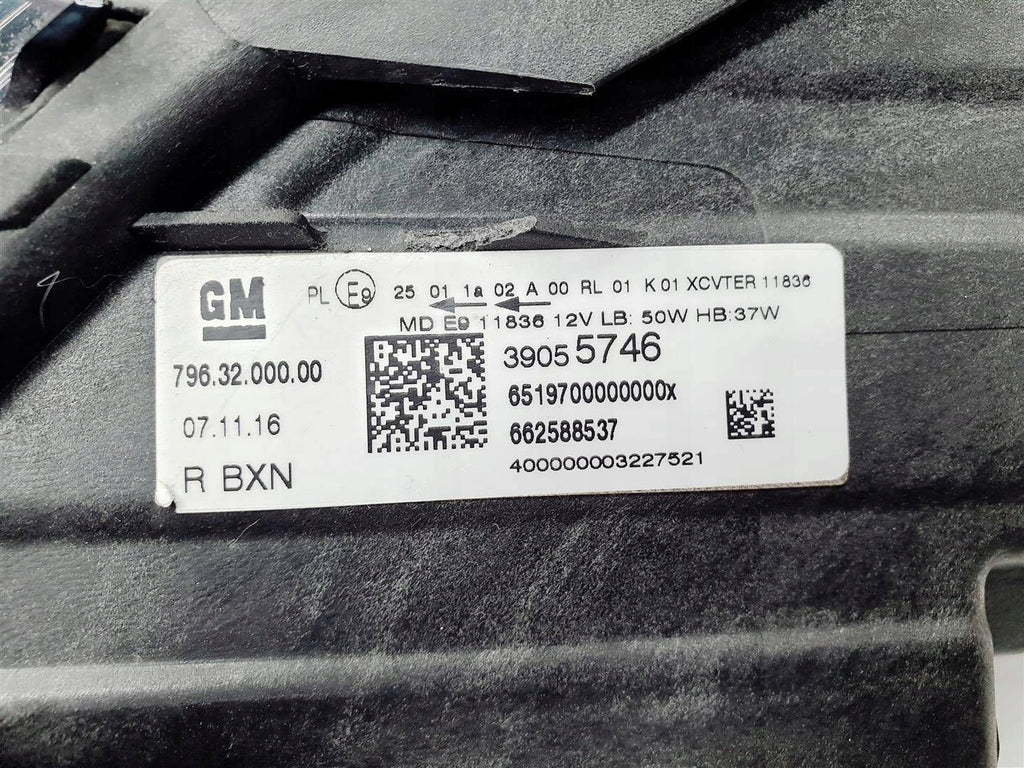 GM
PL E9 25 01 1a 02 A 00 RL 01 K 01 XCVTER 11836
MD E9 11836 12V LB: 50W HB:37W
796.32.000.00
39055746
6519700000000x
07.11.16
662588537
R BXN
400000003227521